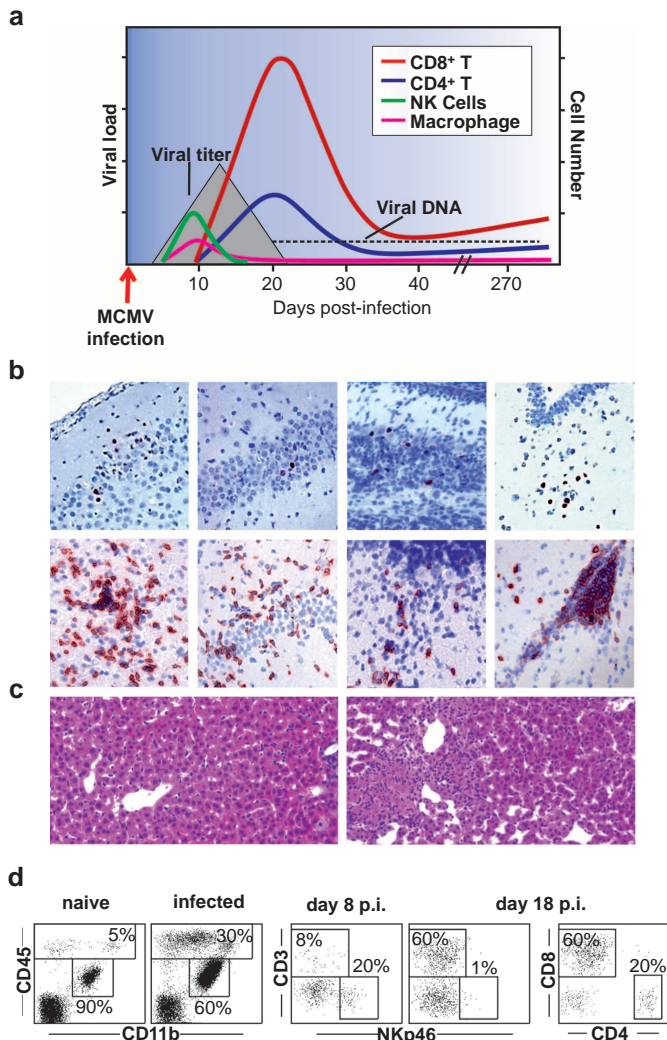 a
CD8+ T
CD4+ T
NK Cells
Macrophage
Viral load
Cell Number
Viral titer
Viral DNA
10 20 30 40 270
Days post-infection
MCMV
infection
b
c
d
naive infected day 8 p.i. day 18 p.i.
CD45
5%
90%
30%
60%
CD11b
CD3
8%
20%
60%
1%
NKp46
CD8
60%
20%
CD4